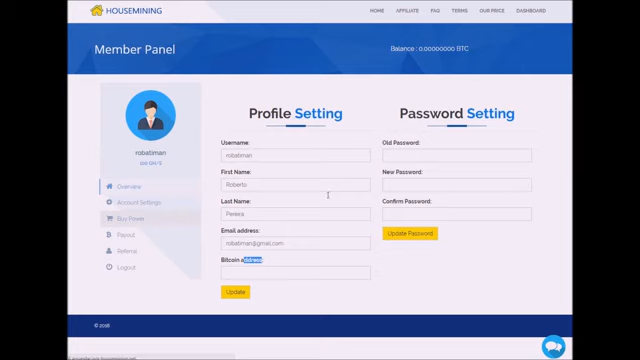 HOUSEMINING
HOME
AFFILIATE
FAQ
TERMS
OUR PRICE
DASHBOARD
Member Panel
Balance : 0.00000000 BTC
robatiman
100 GH/S
Overview
Account Settings
Buy Power
Payout
Referral
Logout
Profile Setting
Username:
robatiman
First Name:
Roberto
Last Name:
Pereira
Email address:
robatiman@gmail.com
Bitcoin address
Update
Password Setting
Old Password:
New Password:
Confirm Password:
Update Password
© 2018